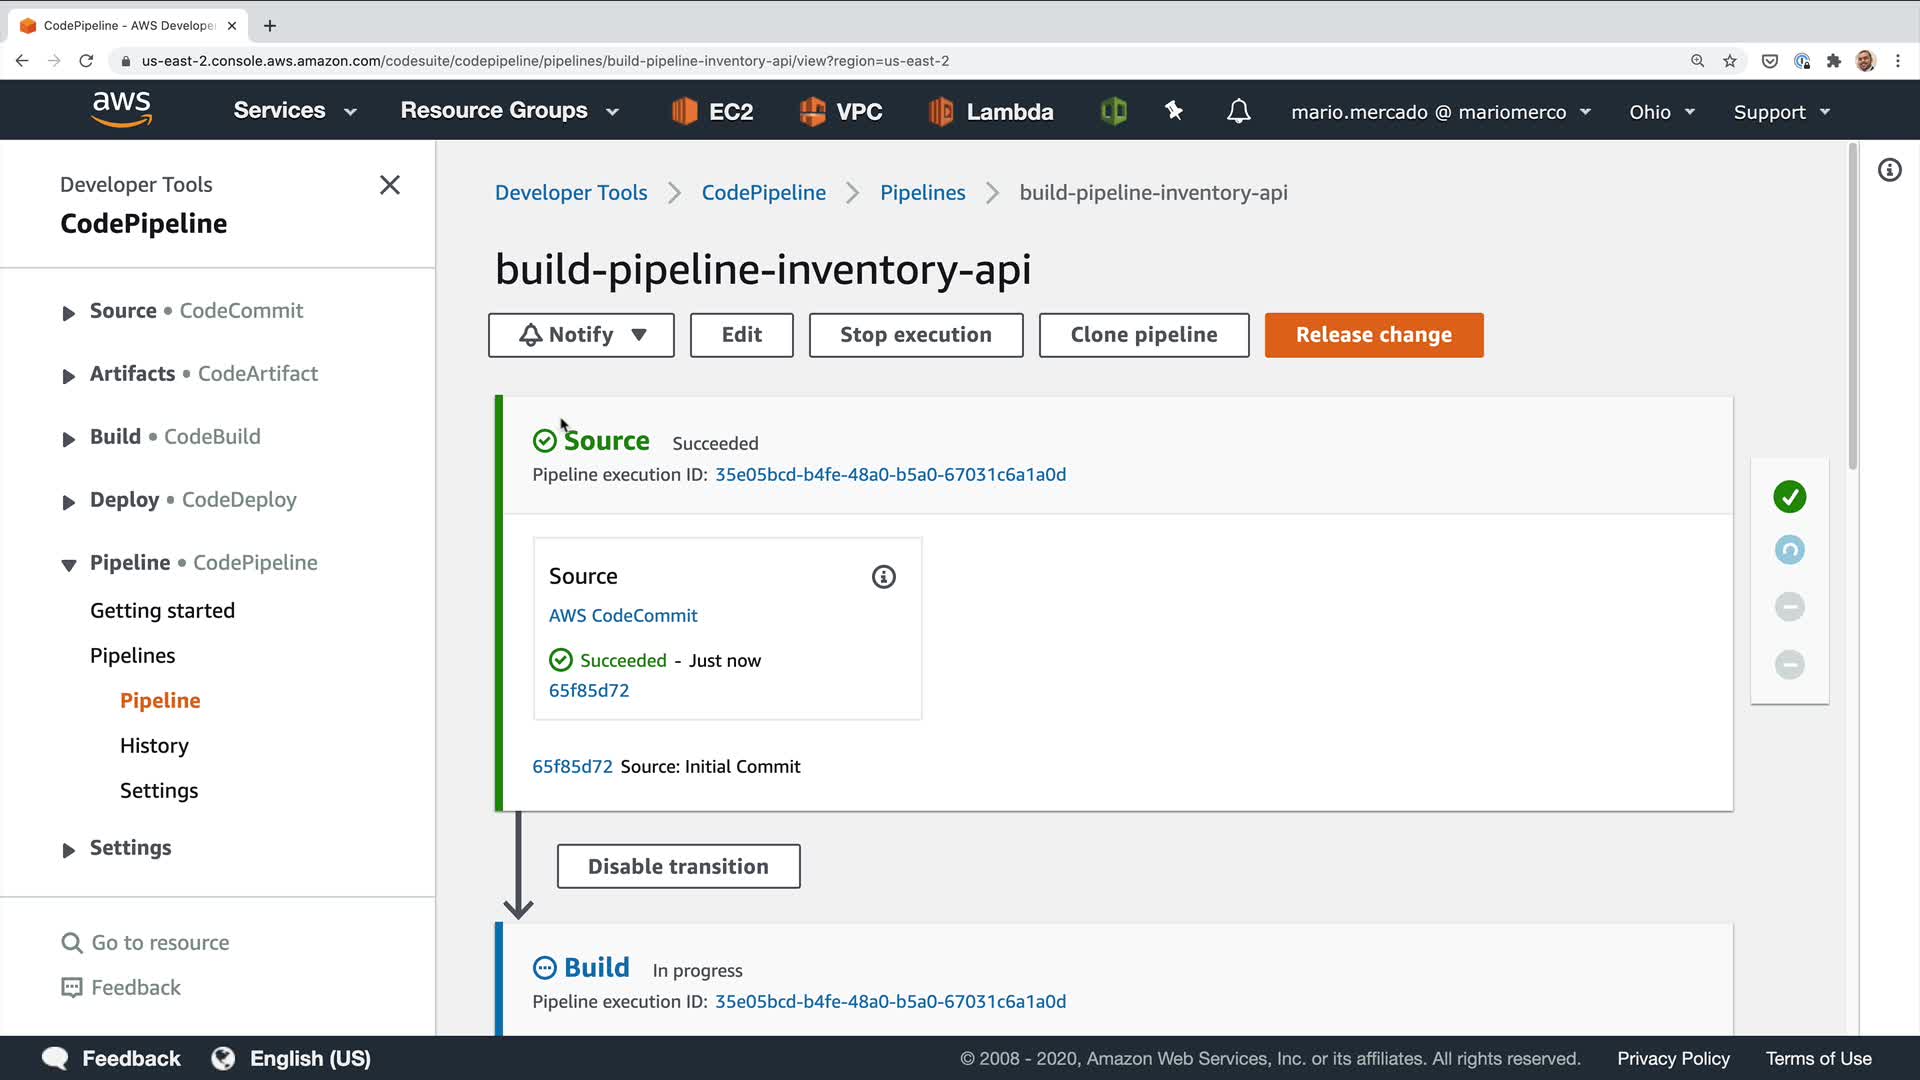 CodePipeline - AWS Develope
us-east-2.console.aws.amazon.com/codesuite/codepipeline/pipelines/build-pipeline-inventory-api/view?region=us-east-2
aws Services Resource Groups EC2 VPC Lambda mario.mercado @ mariomerco Ohio Support
Developer Tools
CodePipeline
Source • CodeCommit
Artifacts • CodeArtifact
Build • CodeBuild
Deploy • CodeDeploy
Pipeline • CodePipeline
Getting started
Pipelines
Pipeline
History
Settings
Settings
Go to resource
Feedback
Developer Tools CodePipeline Pipelines build-pipeline-inventory-api
build-pipeline-inventory-api
Notify Edit Stop execution Clone pipeline Release change
Source Succeeded
Pipeline execution ID: 35e05bcd-b4fe-48a0-b5a0-67031c6a1a0d
Source
AWS CodeCommit
Succeeded - Just now
65f85d72
65f85d72 Source: Initial Commit
Disable transition
Build In progress
Pipeline execution ID: 35e05bcd-b4fe-48a0-b5a0-67031c6a1a0d
Feedback English (US) © 2008 - 2020, Amazon Web Services, Inc. or its affiliates. All rights reserved. Privacy Policy Terms of Use